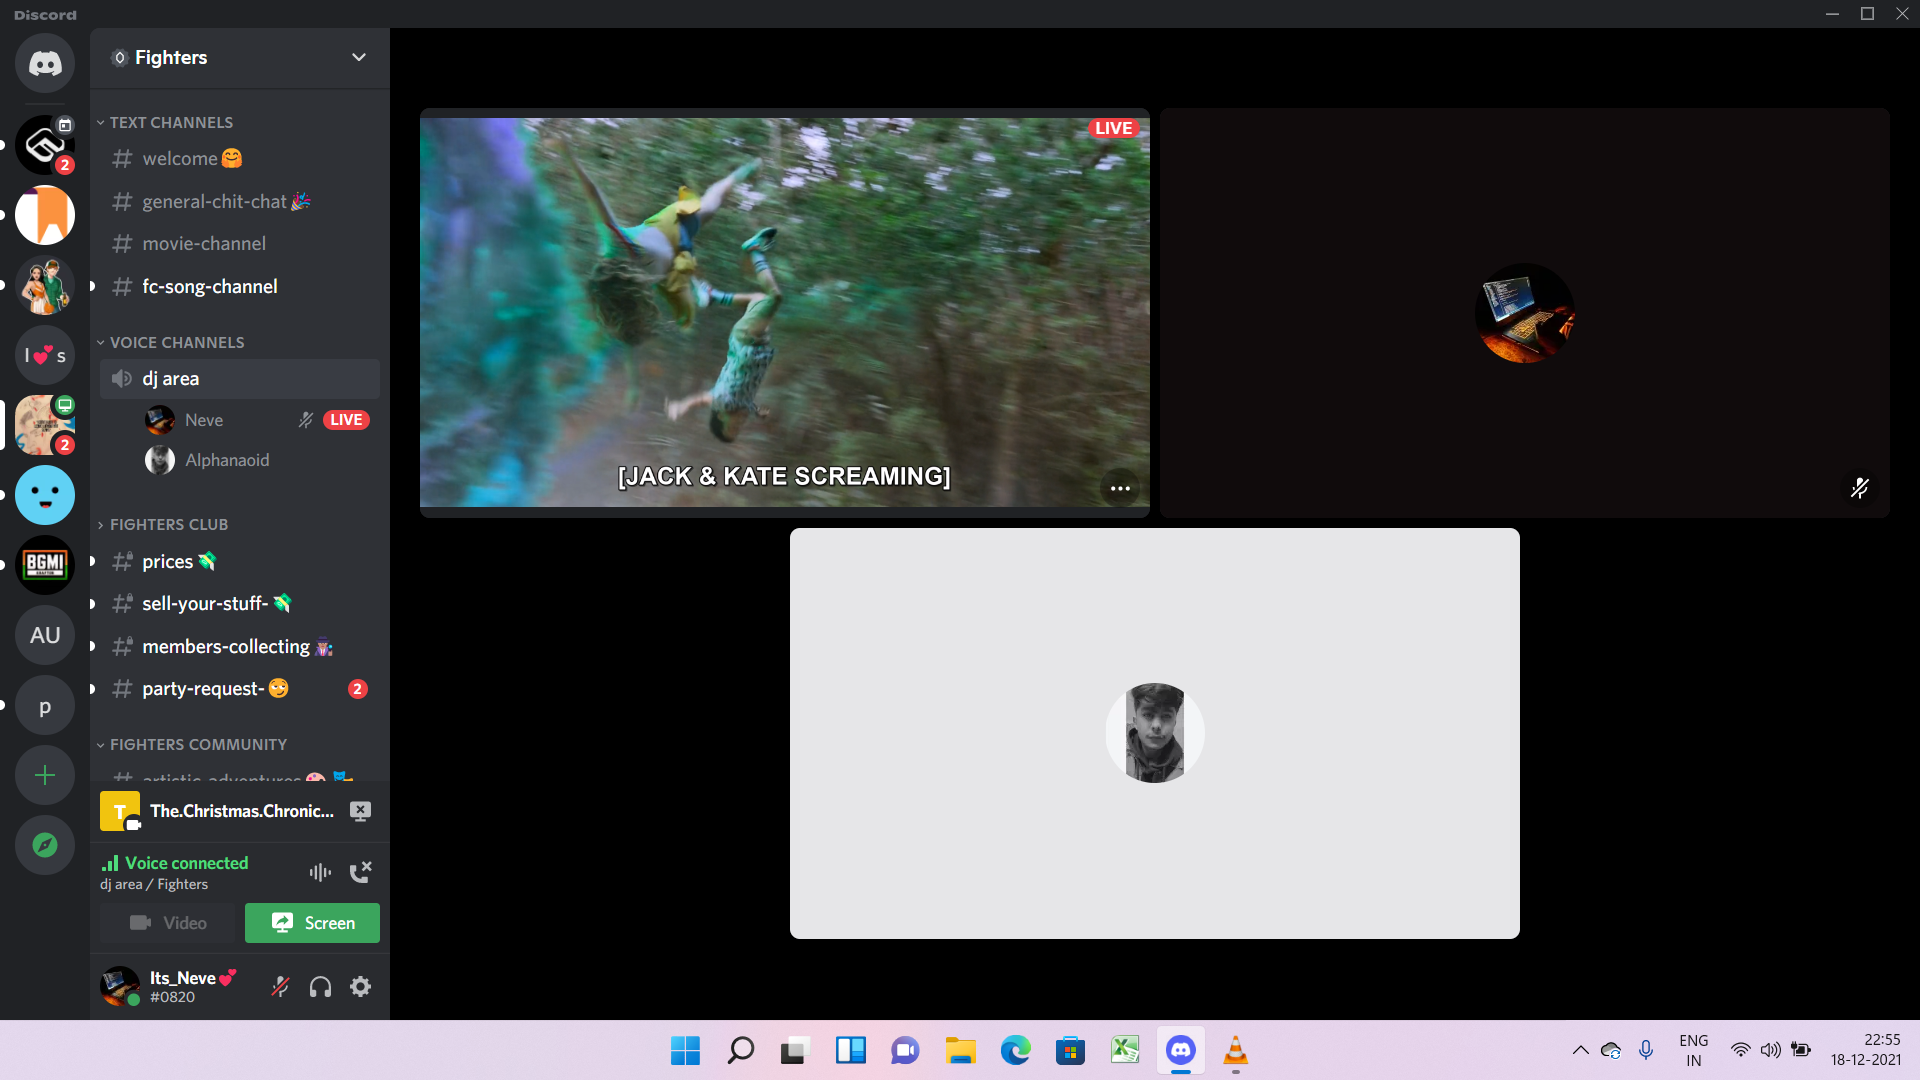 Discord
Fighters
TEXT CHANNELS
welcome🤗
general-chit-chat🎉
movie-channel
fc-song-channel
VOICE CHANNELS
dj area
Neve LIVE
Alphanaoid
FIGHTERS CLUB
prices💸
sell-your-stuff-💸
members-collecting🕵
party-request-🙄 2
FIGHTERS COMMUNITY
artistic-adventures🎨🎭
T The.Christmas.Chronic...
Voice connected
dj area / Fighters
Video Screen
Its_Neve💕
#0820
2
I💕s
2
BGMI
AU
p
LIVE
[JACK & KATE SCREAMING]
ENG
IN
22:55
18-12-2021